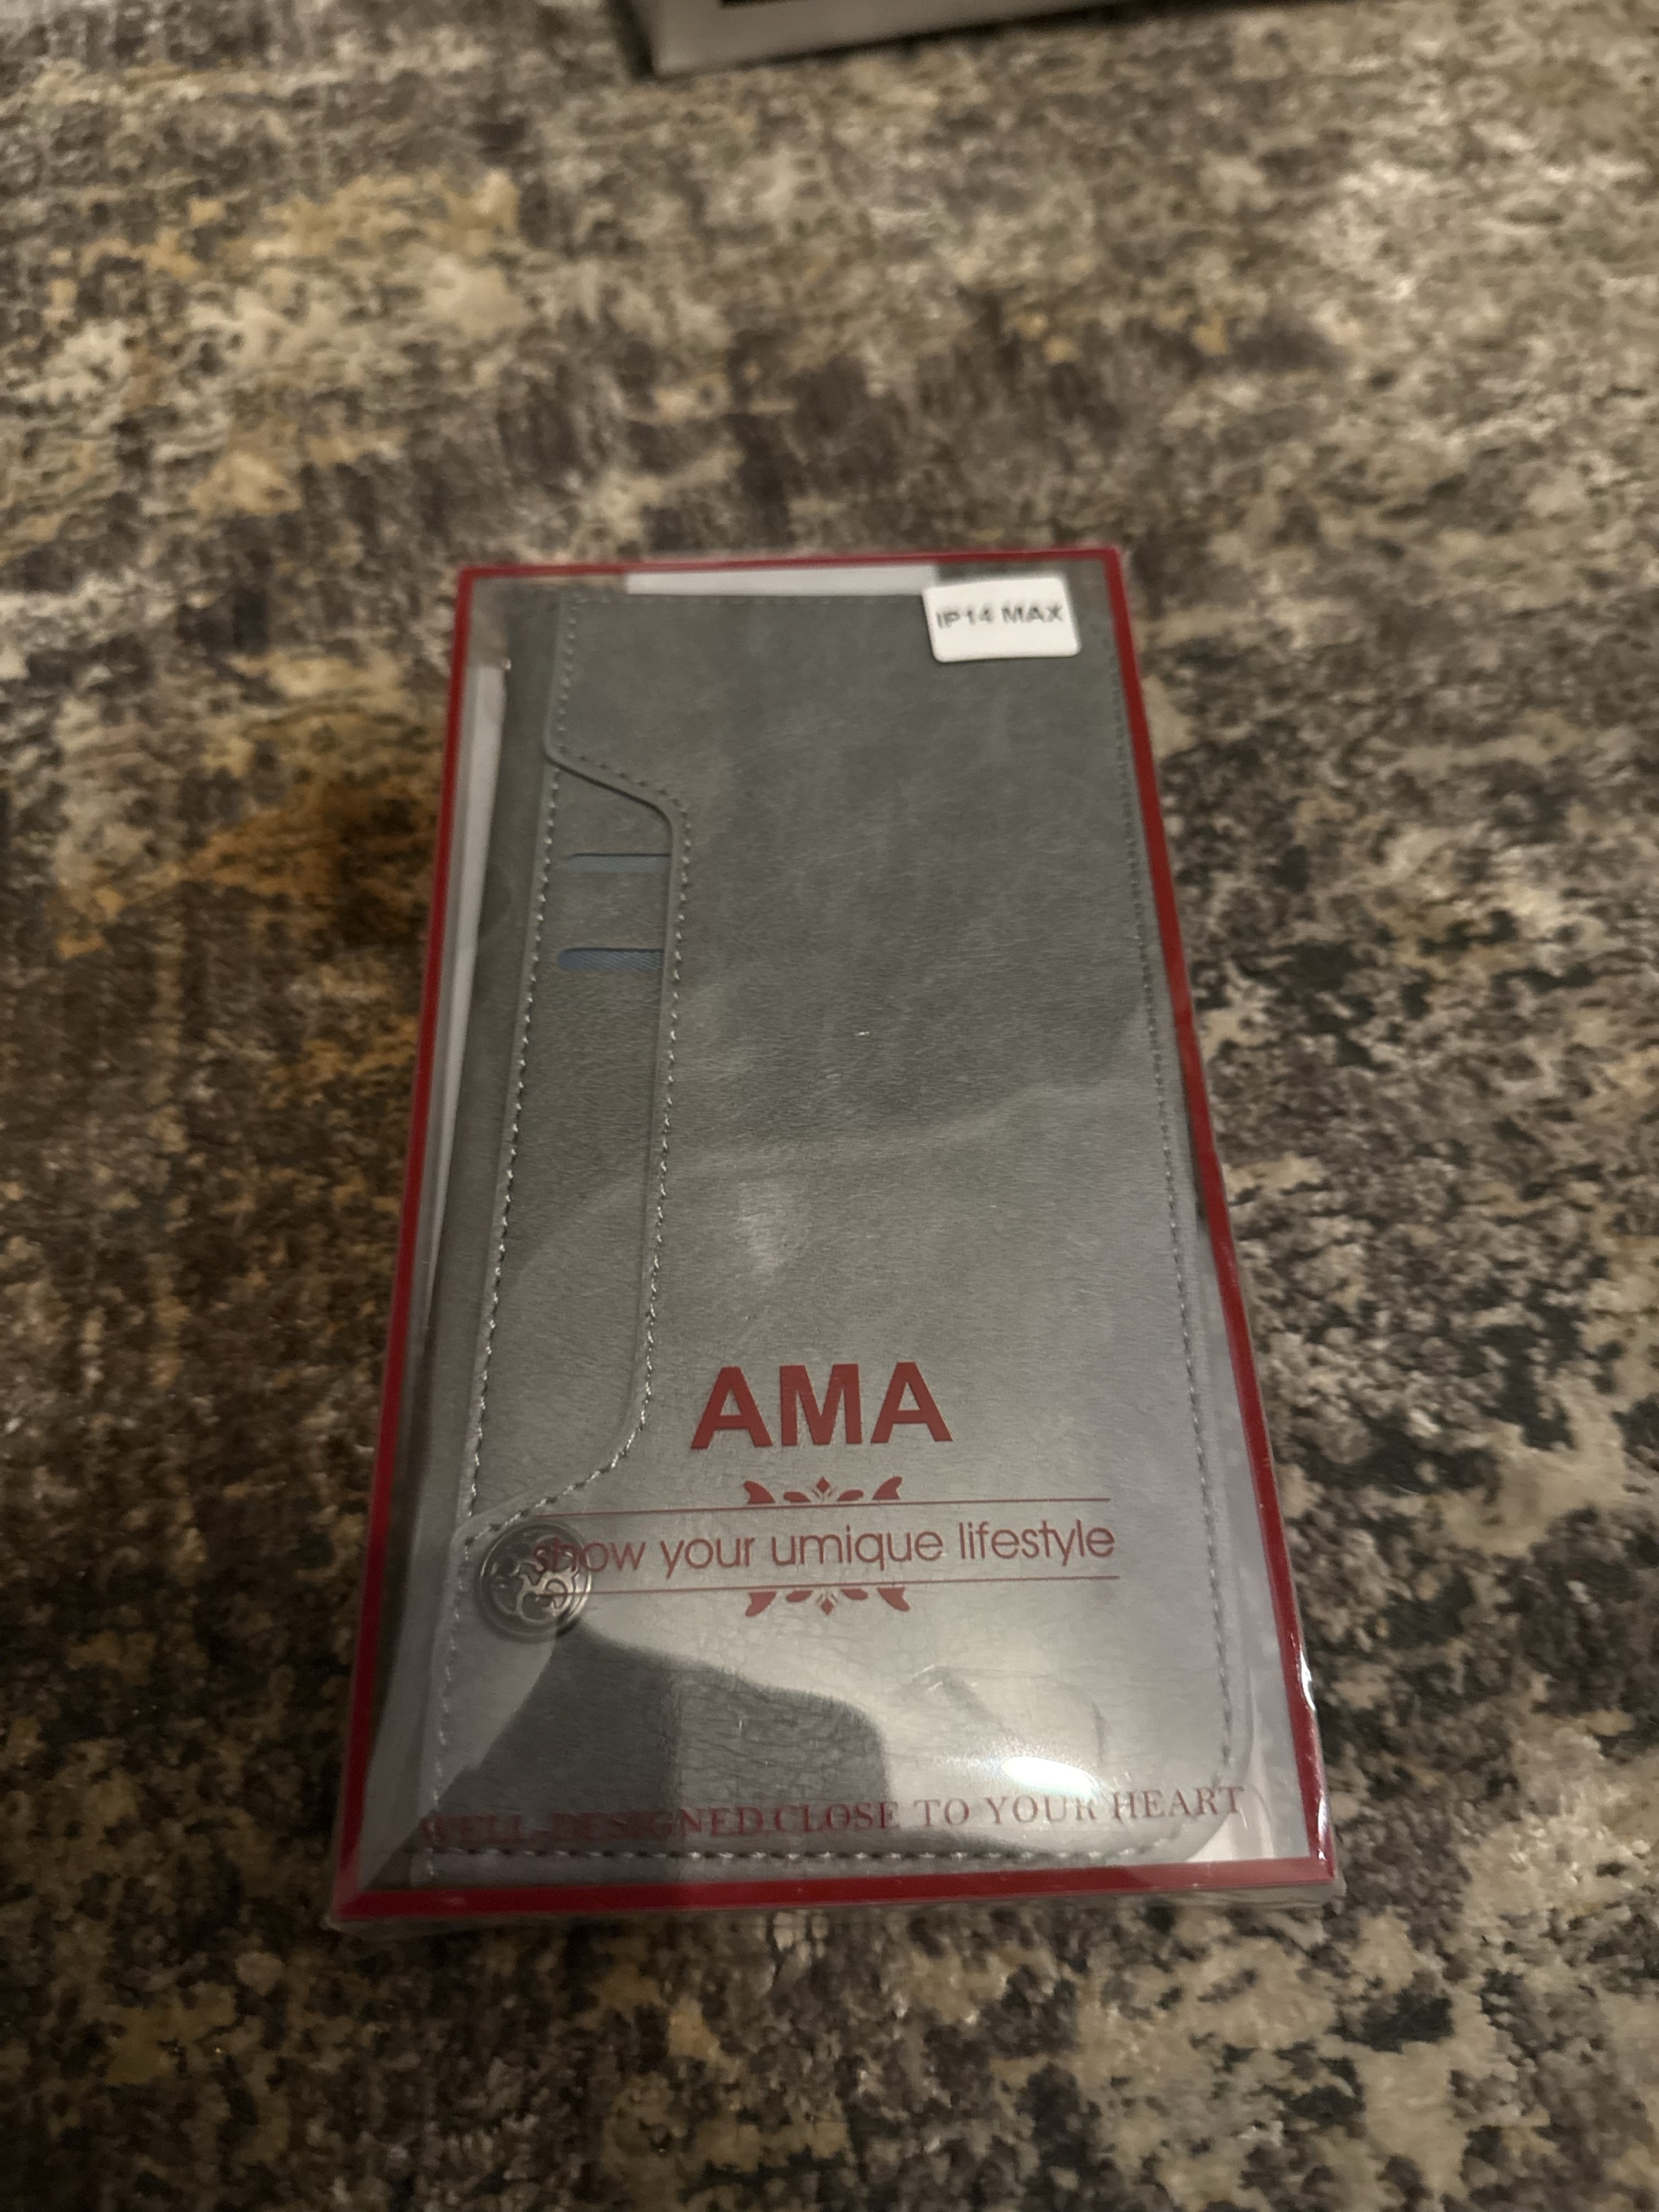 IP14 MAX
AMA
show your umique lifestyle
WELL-DESIGNED.CLOSE TO YOUR HEART